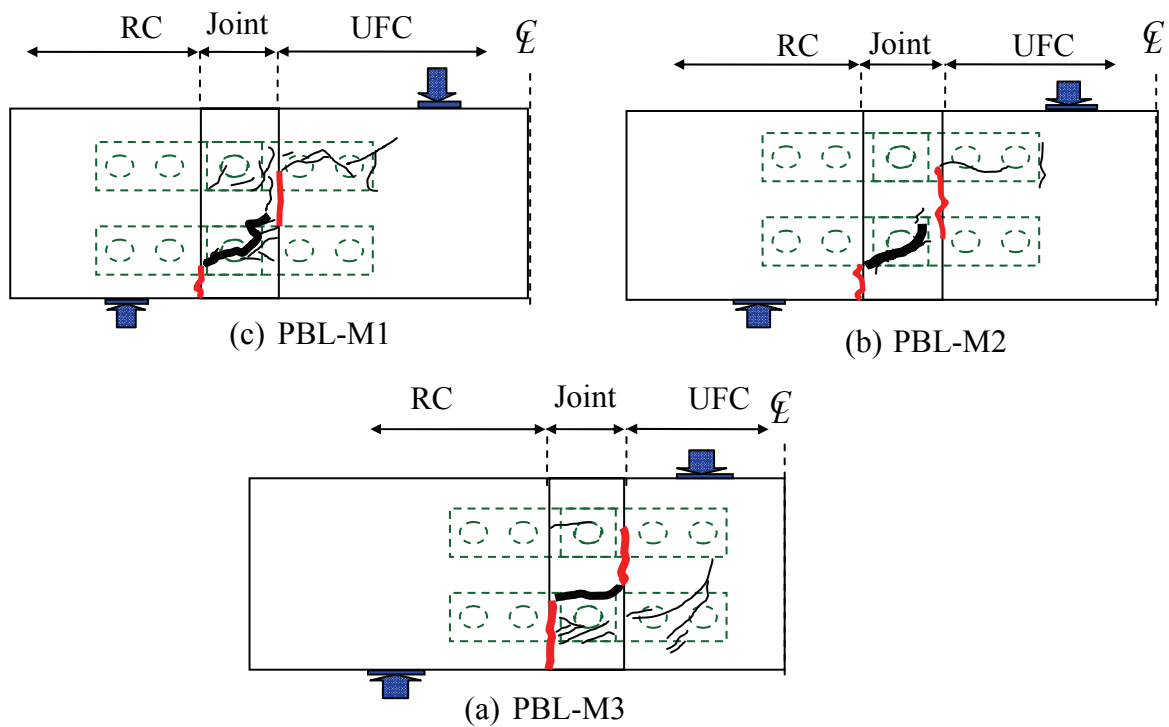 RC Joint UFC ℄
(c) PBL-M1
RC Joint UFC ℄
(b) PBL-M2
RC Joint UFC ℄
(a) PBL-M3